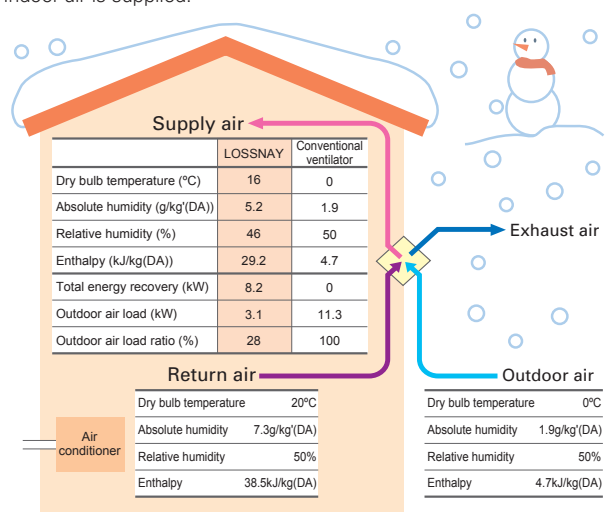 indoor air is supplied.
Supply air
LOSSNAY Conventional ventilator
Dry bulb temperature (ºC) 16 0
Absolute humidity (g/kg'(DA)) 5.2 1.9
Relative humidity (%) 46 50
Enthalpy (kJ/kg(DA)) 29.2 4.7
Total energy recovery (kW) 8.2 0
Outdoor air load (kW) 3.1 11.3
Outdoor air load ratio (%) 28 100
Exhaust air
Return air
Dry bulb temperature 20ºC
Absolute humidity 7.3g/kg'(DA)
Relative humidity 50%
Enthalpy 38.5kJ/kg(DA)
Outdoor air
Dry bulb temperature 0ºC
Absolute humidity 1.9g/kg'(DA)
Relative humidity 50%
Enthalpy 4.7kJ/kg(DA)
Air
conditioner